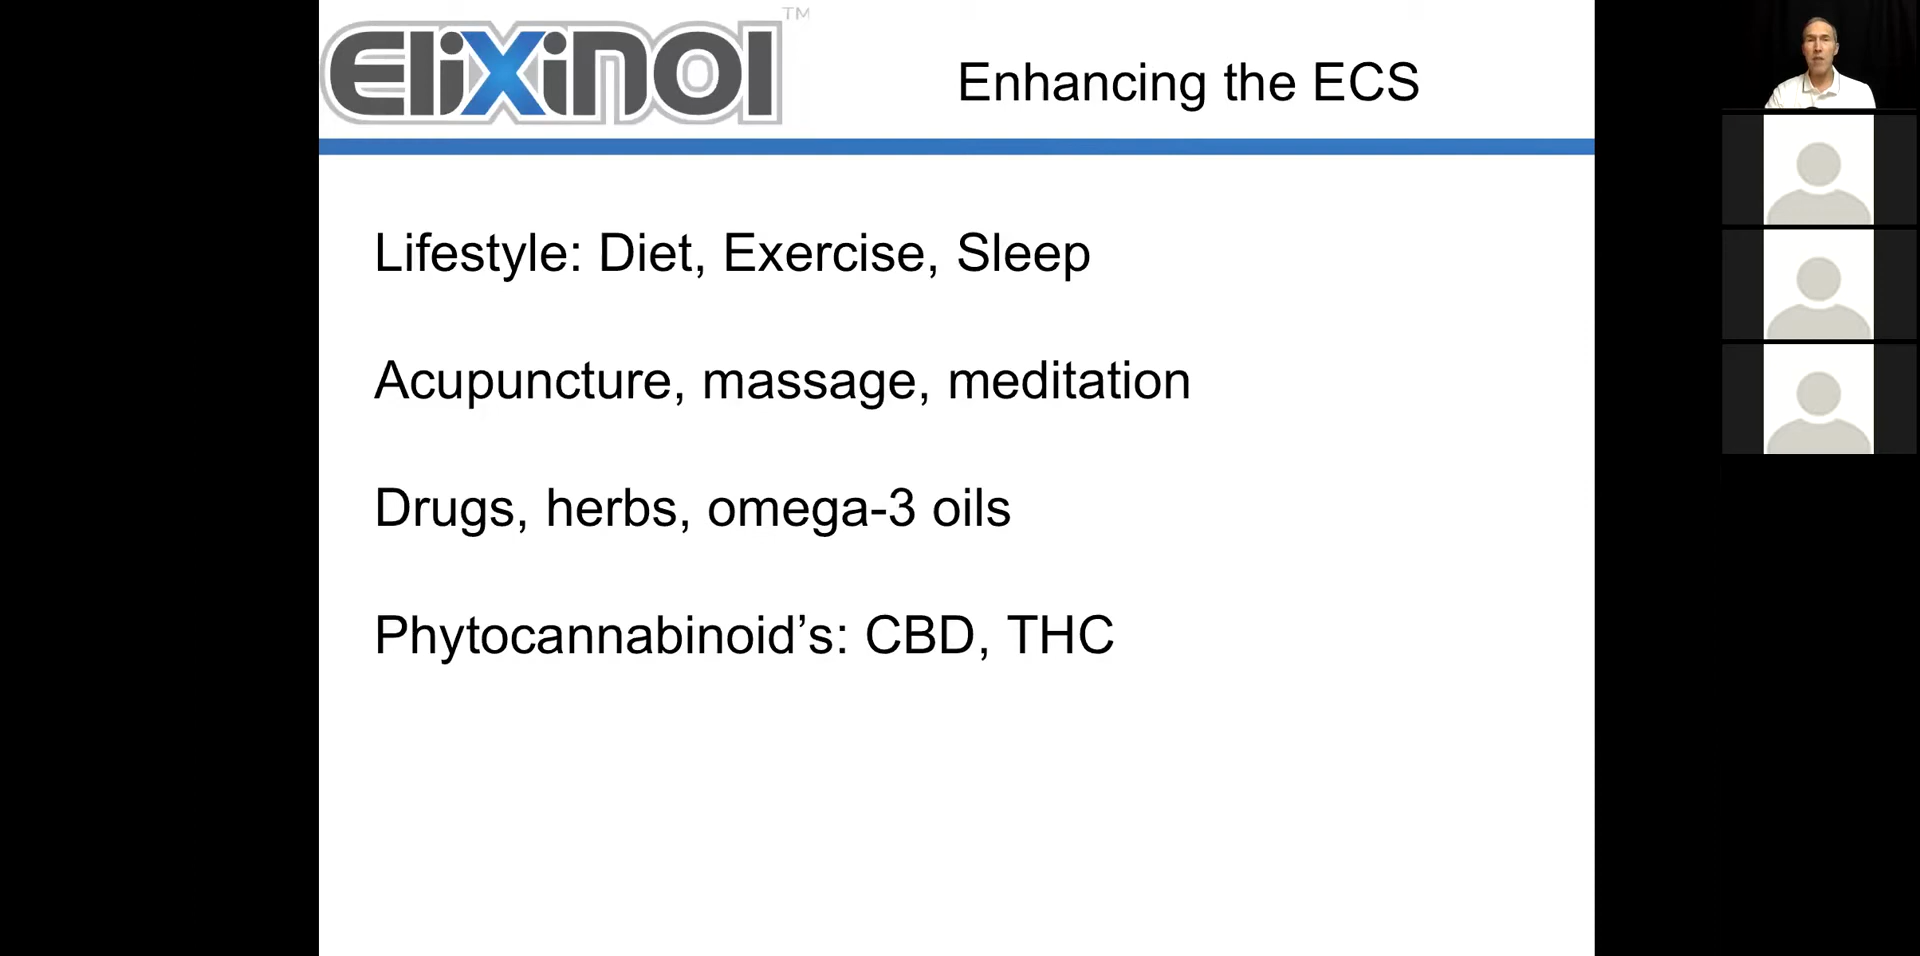 Elixinol™
Enhancing the ECS
Lifestyle: Diet, Exercise, Sleep
Acupuncture, massage, meditation
Drugs, herbs, omega-3 oils
Phytocannabinoid’s: CBD, THC